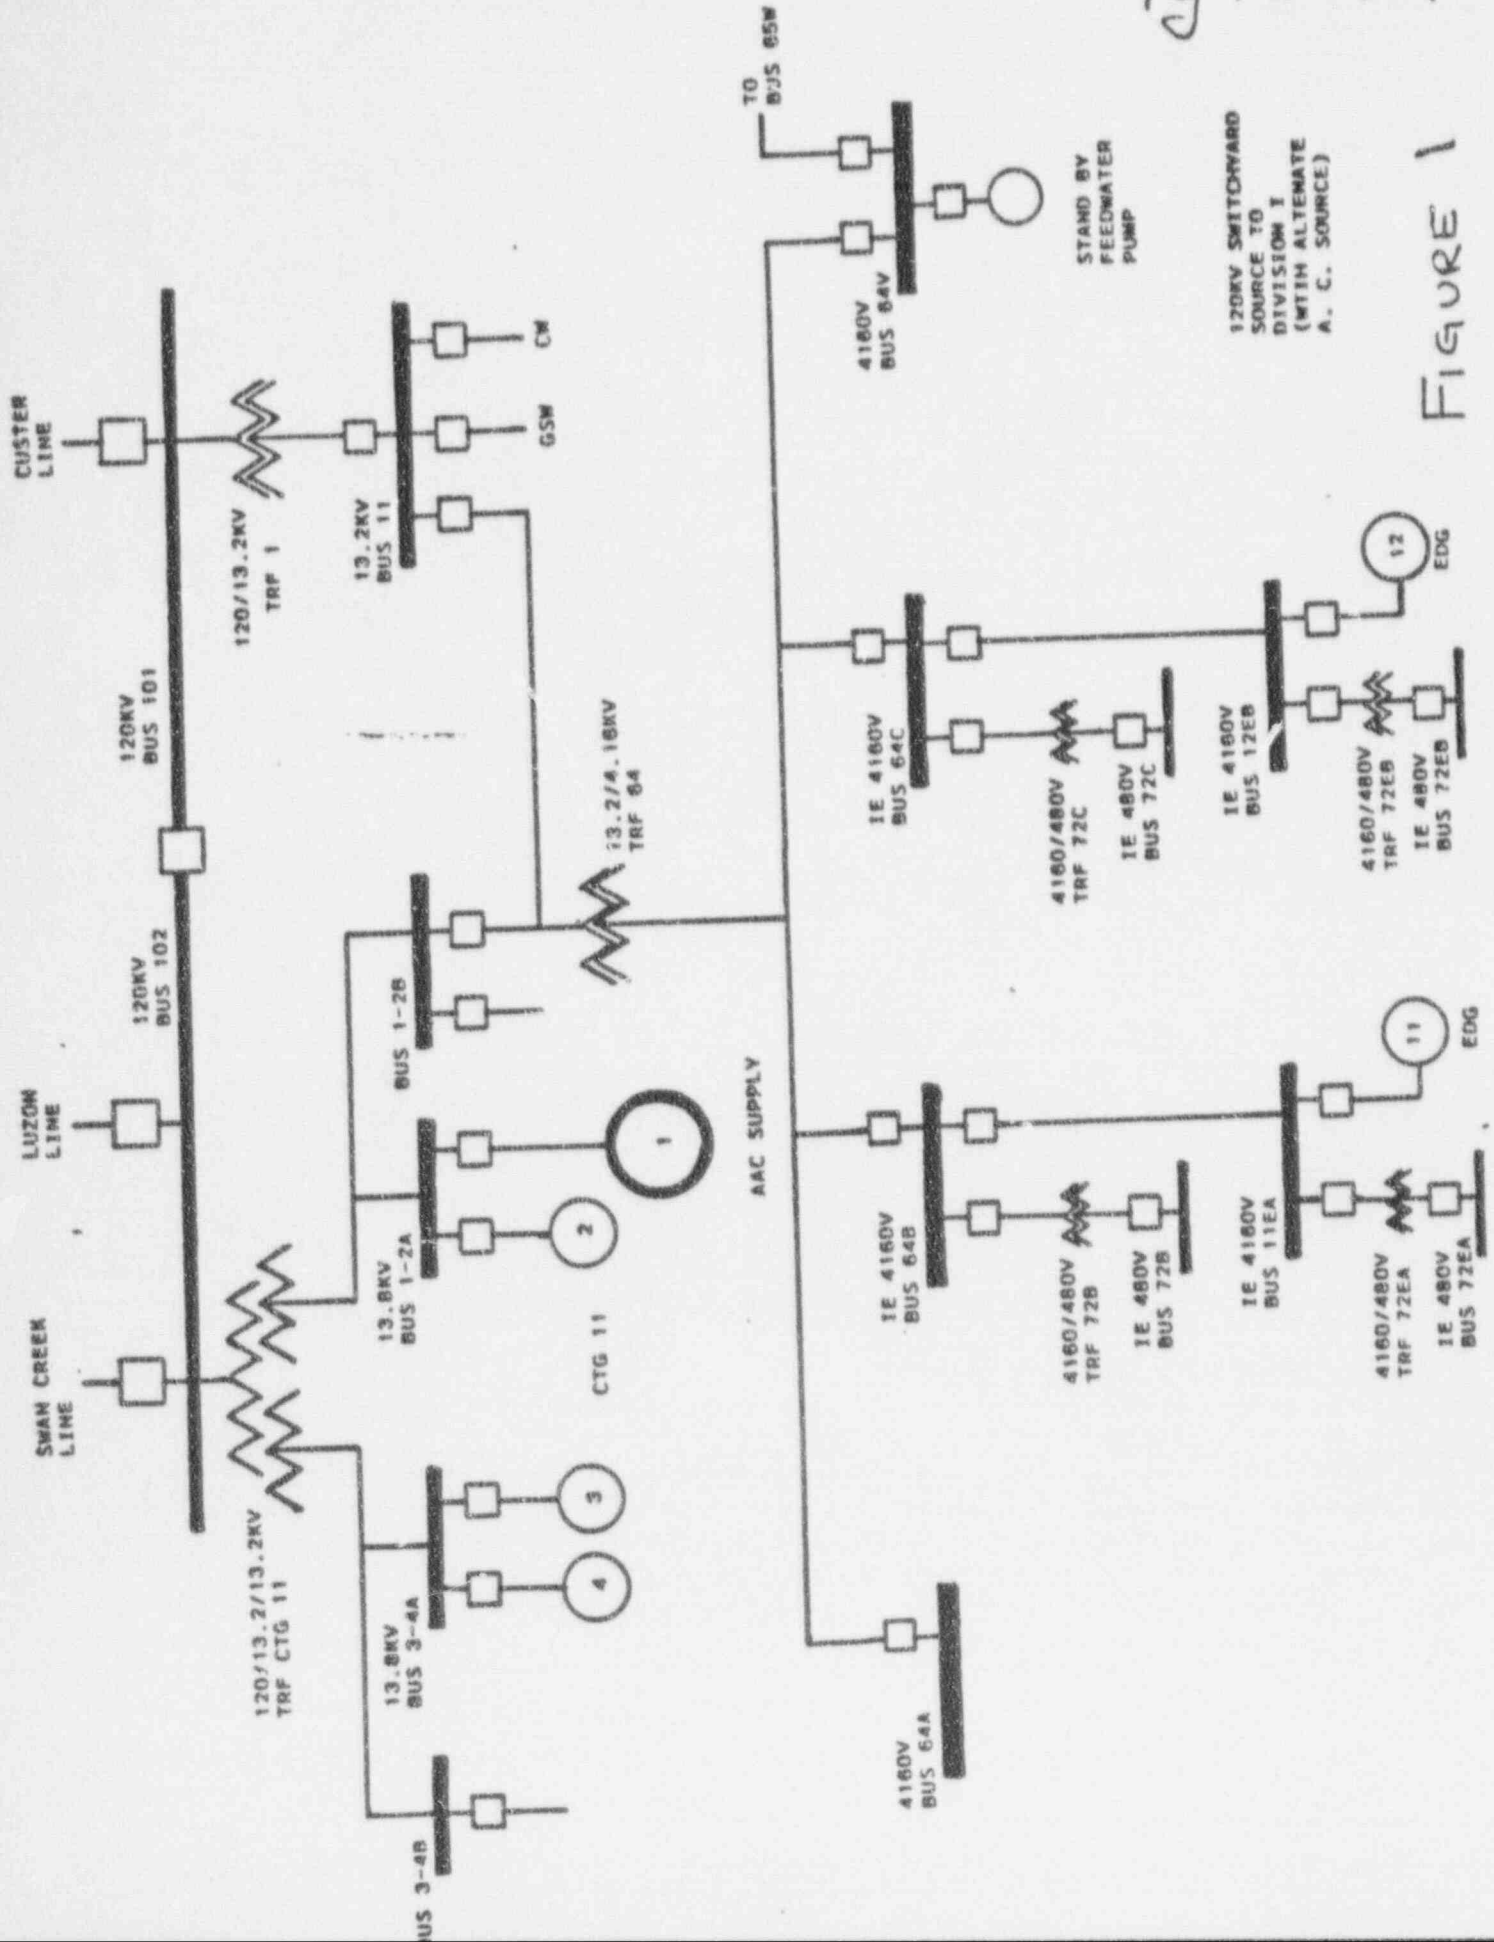 SWAN CREEK
LINE
LUZON
LINE
CUSTER
LINE
120KV
BUS 102
120KV
BUS 101
120/13.2/13.2KV
TRF CTG 11
120/13.2KV
TRF 1
BUS 3-4B
13.8KV
BUS 3-4A
13.8KV
BUS 1-2A
BUS 1-2B
13.2KV
BUS 11
GSW
CW
4
3
2
1
CTG 11
13.2/4.16KV
TRF 64
AAC SUPPLY
TO
BUS 65W
4160V
BUS 64A
IE 4160V
BUS 64B
IE 4160V
BUS 64C
4160V
BUS 64V
4160/480V
TRF 72B
IE 480V
BUS 72B
4160/480V
TRF 72C
IE 480V
BUS 72C
STAND BY
FEEDWATER
PUMP
IE 4160V
BUS 11EA
IE 4160V
BUS 12EB
4160/480V
TRF 72EA
IE 480V
BUS 72EA
11
EDG
4160/480V
TRF 72EB
IE 480V
BUS 72EB
12
EDG
120KV SWITCHYARD
SOURCE TO
DIVISION I
(WTIH ALTENATE
A. C. SOURCE)
FIGURE 1